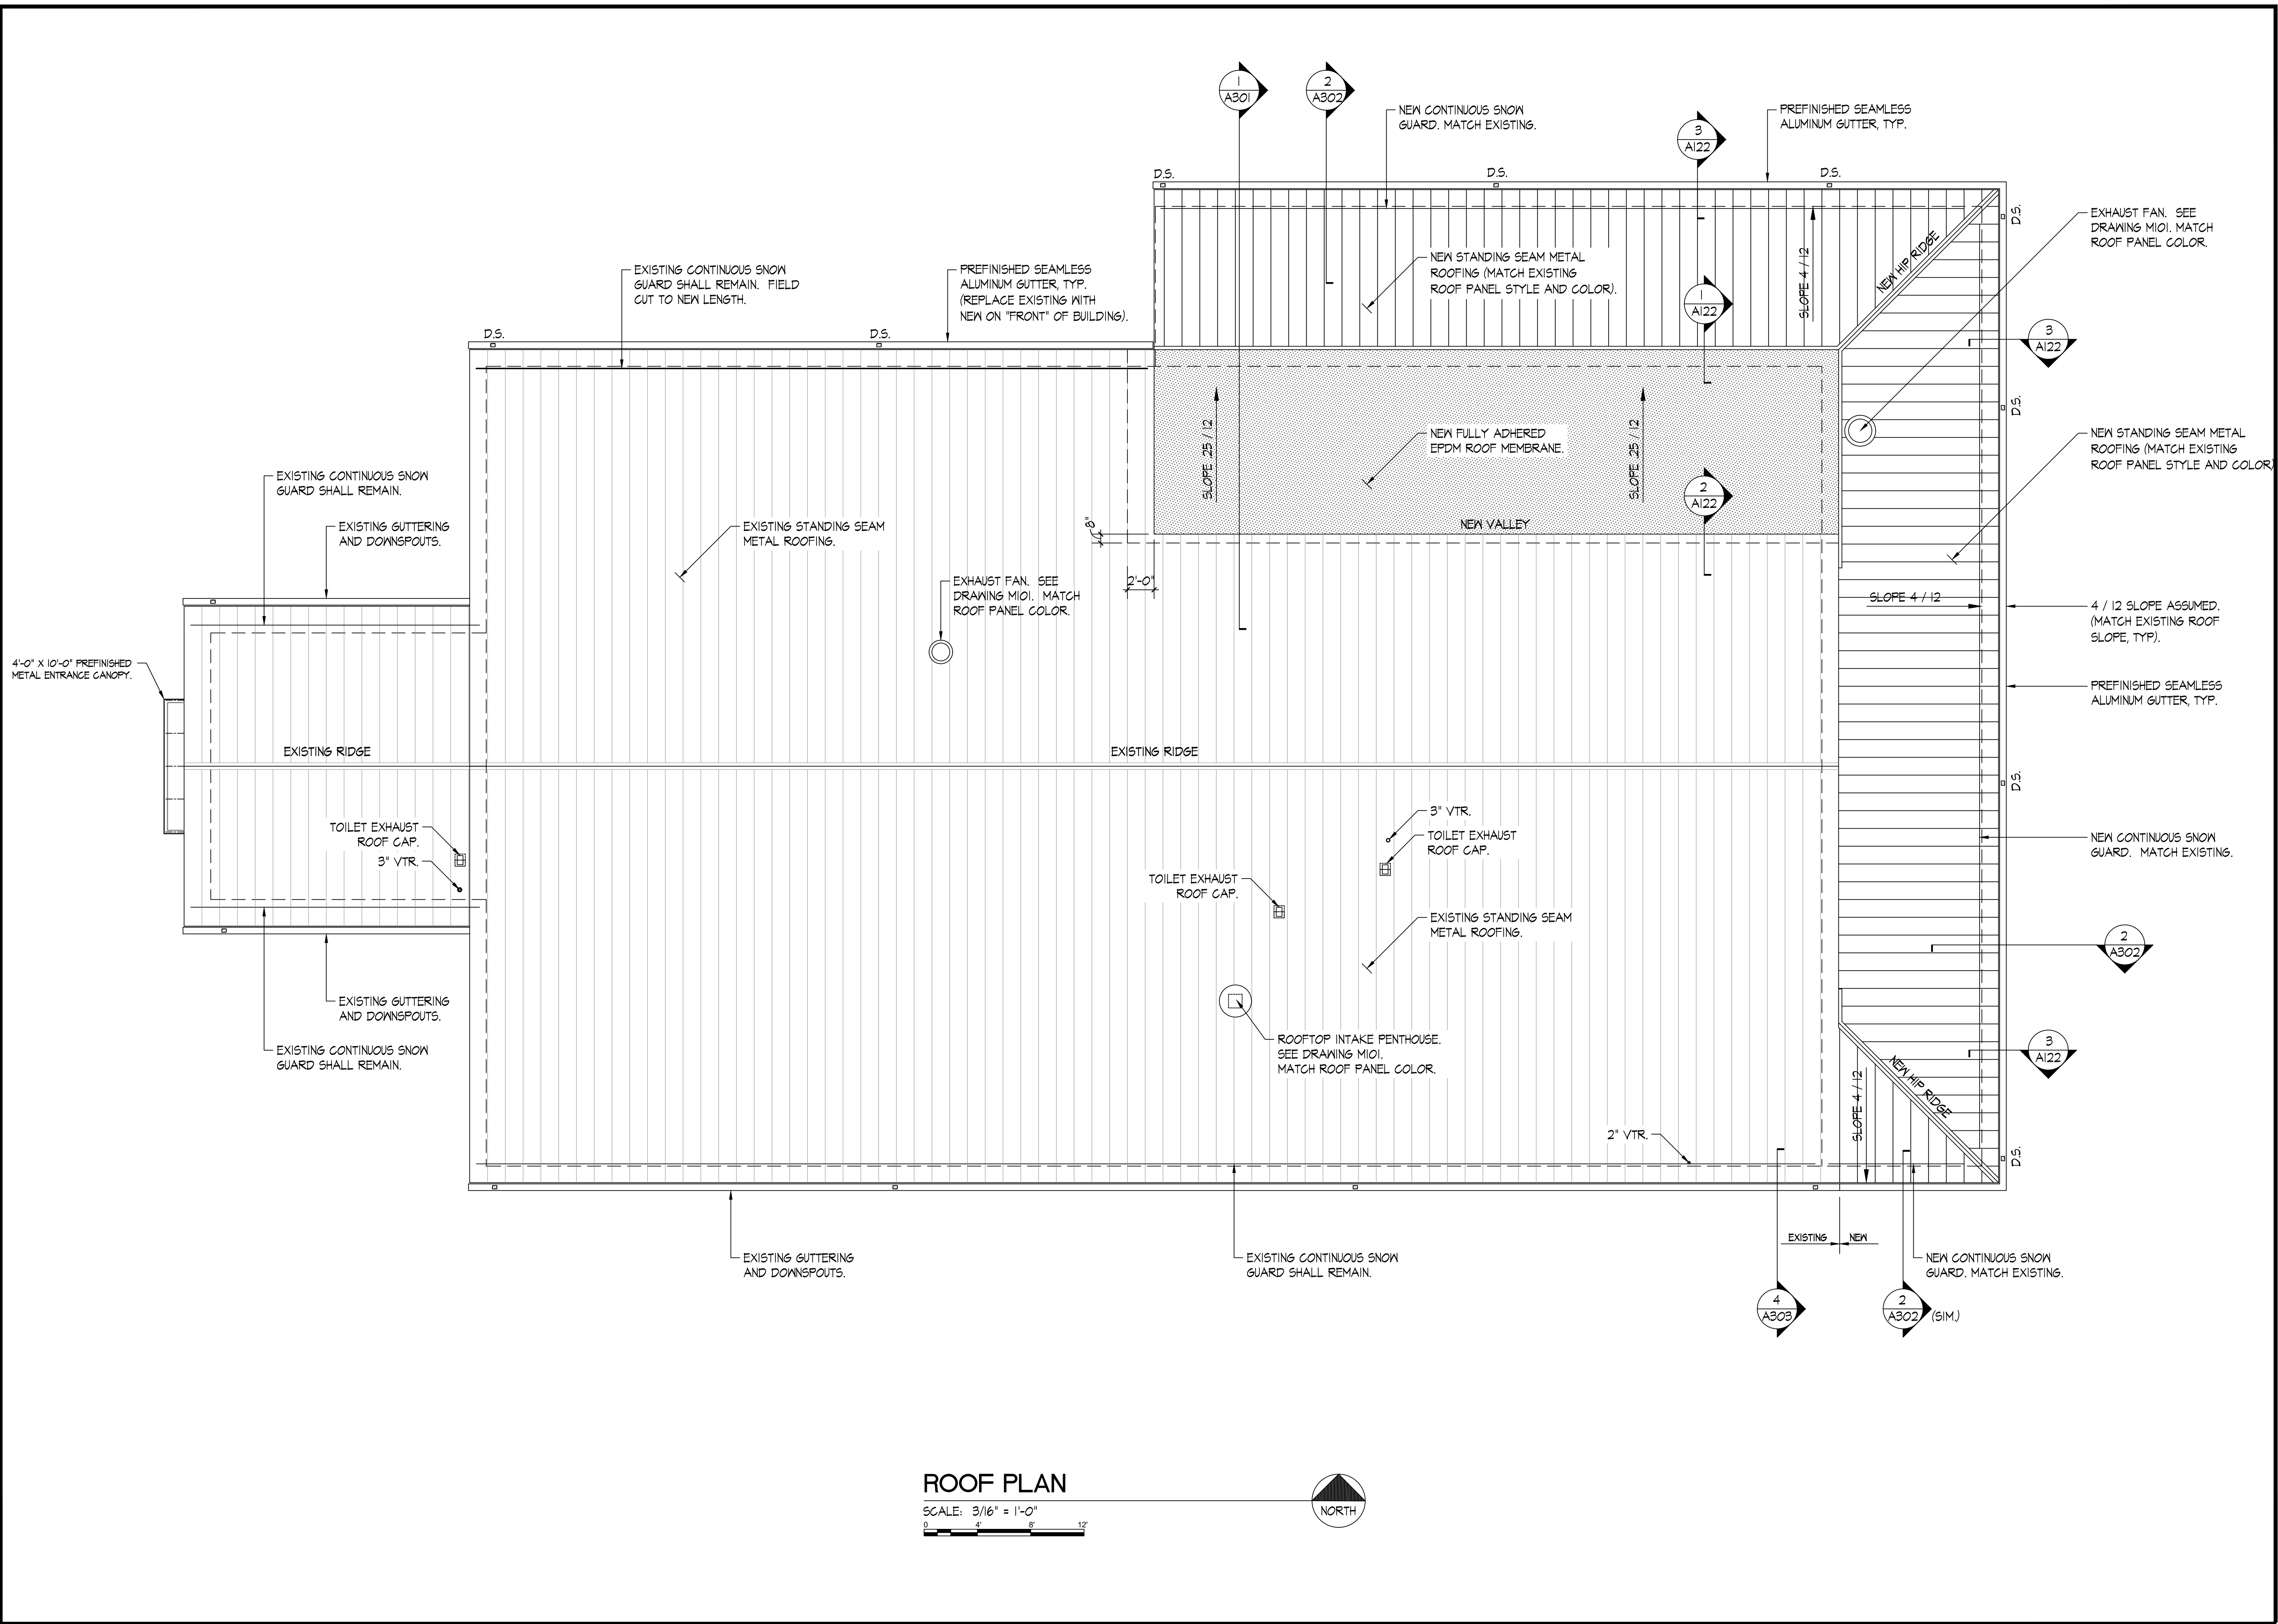 1
A301
2
A302
NEW CONTINUOUS SNOW
GUARD. MATCH EXISTING.
3
A122
PREFINISHED SEAMLESS
ALUMINUM GUTTER, TYP.
D.S.
D.S.
D.S.
D.S.
EXHAUST FAN. SEE
DRAWING M101. MATCH
ROOF PANEL COLOR.
NEW HIP RIDGE
SLOPE 4 / 12
NEW STANDING SEAM METAL
ROOFING (MATCH EXISTING
ROOF PANEL STYLE AND COLOR).
EXISTING CONTINUOUS SNOW
GUARD SHALL REMAIN. FIELD
CUT TO NEW LENGTH.
PREFINISHED SEAMLESS
ALUMINUM GUTTER, TYP.
(REPLACE EXISTING WITH
NEW ON "FRONT" OF BUILDING).
1
A122
D.S.
D.S.
3
A122
D.S.
SLOPE .25 / 12
SLOPE .25 / 12
NEW FULLY ADHERED
EPDM ROOF MEMBRANE.
NEW STANDING SEAM METAL
ROOFING (MATCH EXISTING
ROOF PANEL STYLE AND COLOR)
EXISTING CONTINUOUS SNOW
GUARD SHALL REMAIN.
2
A122
EXISTING GUTTERING
AND DOWNSPOUTS.
EXISTING STANDING SEAM
METAL ROOFING.
8"
NEW VALLEY
EXHAUST FAN. SEE
DRAWING M101. MATCH
ROOF PANEL COLOR.
2'-0"
SLOPE 4 / 12
4 / 12 SLOPE ASSUMED.
(MATCH EXISTING ROOF
SLOPE, TYP).
4'-0" X 10'-0" PREFINISHED
METAL ENTRANCE CANOPY.
PREFINISHED SEAMLESS
ALUMINUM GUTTER, TYP.
EXISTING RIDGE
EXISTING RIDGE
D.S.
TOILET EXHAUST
ROOF CAP.
3" VTR.
3" VTR.
TOILET EXHAUST
ROOF CAP.
NEW CONTINUOUS SNOW
GUARD. MATCH EXISTING.
TOILET EXHAUST
ROOF CAP.
EXISTING STANDING SEAM
METAL ROOFING.
2
A302
EXISTING GUTTERING
AND DOWNSPOUTS.
EXISTING CONTINUOUS SNOW
GUARD SHALL REMAIN.
ROOFTOP INTAKE PENTHOUSE.
SEE DRAWING M101.
MATCH ROOF PANEL COLOR.
3
A122
NEW HIP RIDGE
SLOPE 4 / 12
2" VTR.
D.S.
EXISTING
NEW
EXISTING GUTTERING
AND DOWNSPOUTS.
EXISTING CONTINUOUS SNOW
GUARD SHALL REMAIN.
NEW CONTINUOUS SNOW
GUARD. MATCH EXISTING.
4
A303
2
A302
(SIM.)
ROOF PLAN
SCALE: 3/16" = 1'-0"
0 4' 8' 12'
NORTH